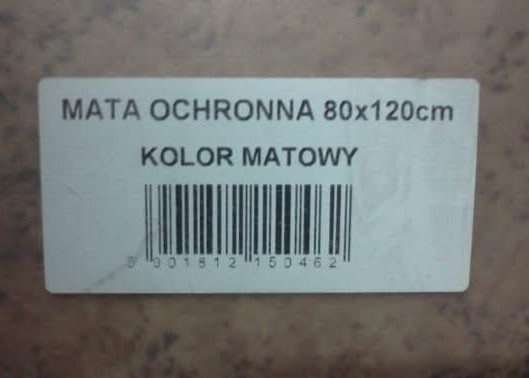 MATA OCHRONNA 80x120cm
KOLOR MATOWY
5 901812 150462